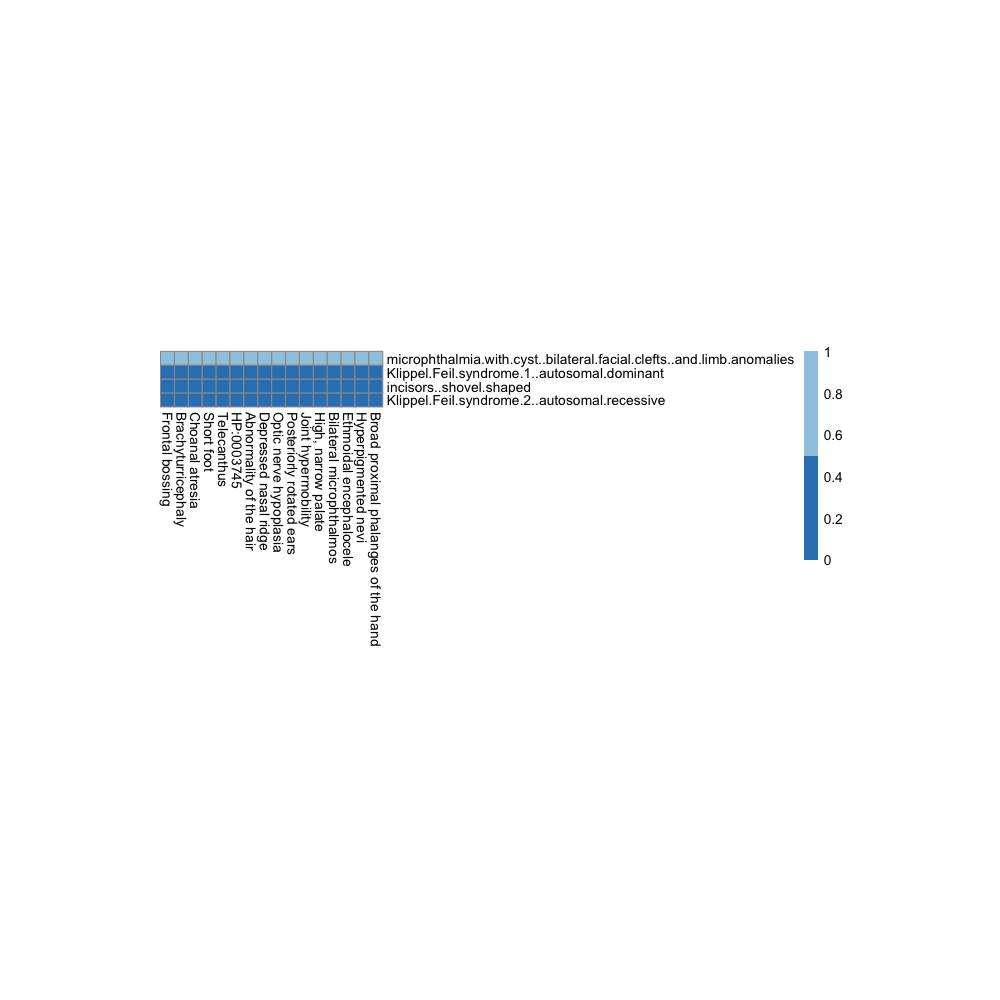 microphthalmia.with.cyst..bilateral.facial.clefts..and.limb.anomalies
Klippel.Feil.syndrome.1..autosomal.dominant
incisors..shovel.shaped
Klippel.Feil.syndrome.2..autosomal.recessive
Frontal bossing
Brachyturricephaly
Choanal atresia
Short foot
Telecanthus
HP:0003745
Abnormality of the hair
Depressed nasal ridge
Optic nerve hypoplasia
Posteriorly rotated ears
Joint hypermobility
High, narrow palate
Bilateral microphthalmos
Ethmoidal encephalocele
Hyperpigmented nevi
Broad proximal phalanges of the hand
1
0.8
0.6
0.4
0.2
0